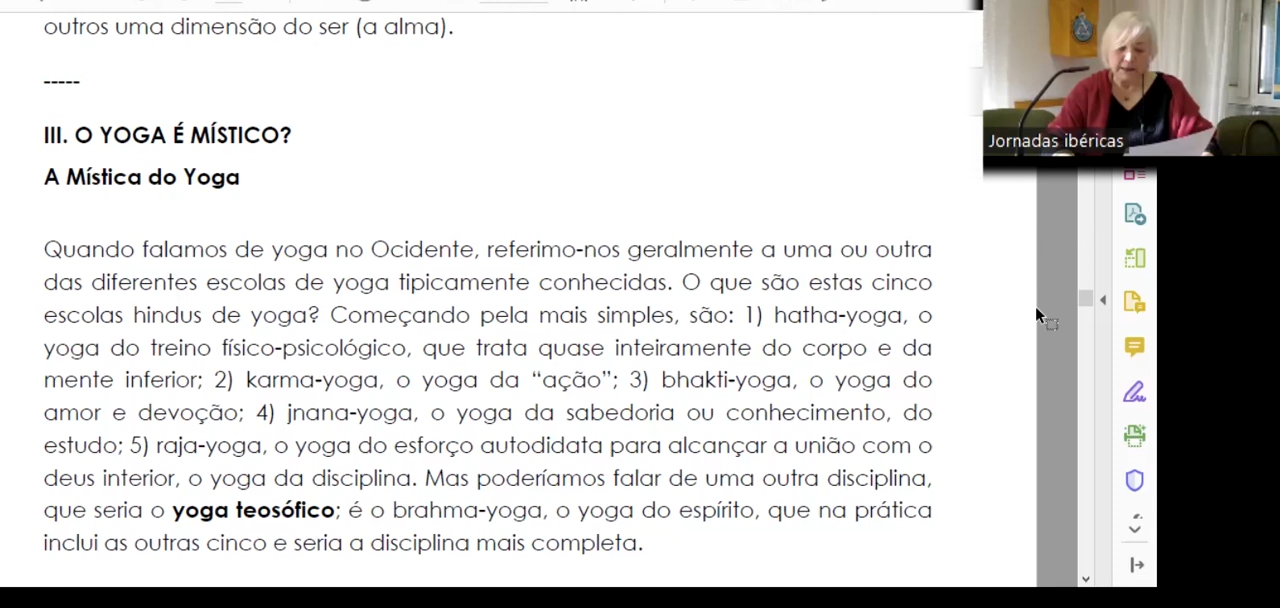 outros uma dimensão do ser (a alma).
-----
III. O YOGA É MÍSTICO?
A Mística do Yoga
Quando falamos de yoga no Ocidente, referimo-nos geralmente a uma ou outra
das diferentes escolas de yoga tipicamente conhecidas. O que são estas cinco
escolas hindus de yoga? Começando pela mais simples, são: 1) hatha-yoga, o
yoga do treino físico-psicológico, que trata quase inteiramente do corpo e da
mente inferior; 2) karma-yoga, o yoga da “ação”; 3) bhakti-yoga, o yoga do
amor e devoção; 4) jnana-yoga, o yoga da sabedoria ou conhecimento, do
estudo; 5) raja-yoga, o yoga do esforço autodidata para alcançar a união com o
deus interior, o yoga da disciplina. Mas poderíamos falar de uma outra disciplina,
que seria o yoga teosófico; é o brahma-yoga, o yoga do espírito, que na prática
inclui as outras cinco e seria a disciplina mais completa.
Jornadas ibéricas